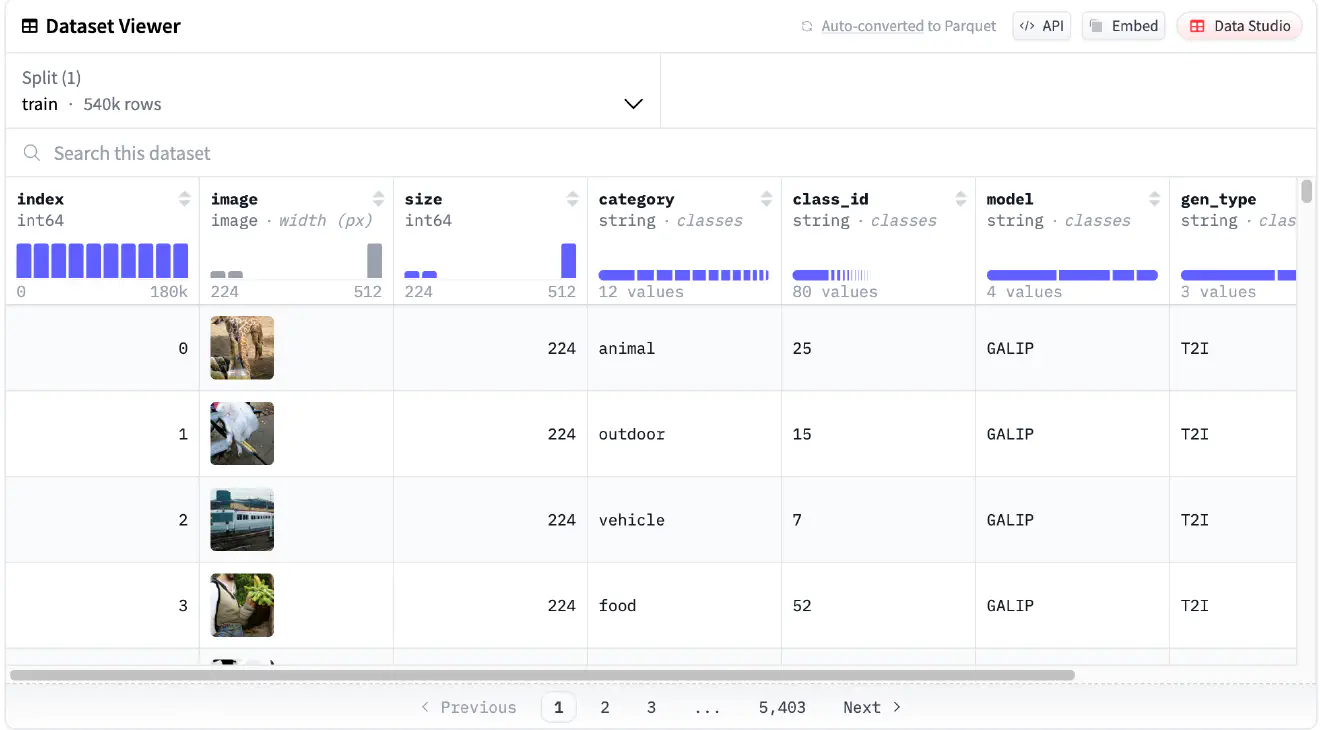 Dataset Viewer
Auto-converted to Parquet
API
Embed
Data Studio
Split (1)
train · 540k rows
Search this dataset
index
int64
0 180k
image
image · width (px)
224 512
size
int64
224 512
category
string · classes
12 values
class_id
string · classes
80 values
model
string · classes
4 values
gen_type
string · clas
3 values
0 224 animal 25 GALIP T2I
1 224 outdoor 15 GALIP T2I
2 224 vehicle 7 GALIP T2I
3 224 food 52 GALIP T2I
Previous 1 2 3 ... 5,403 Next